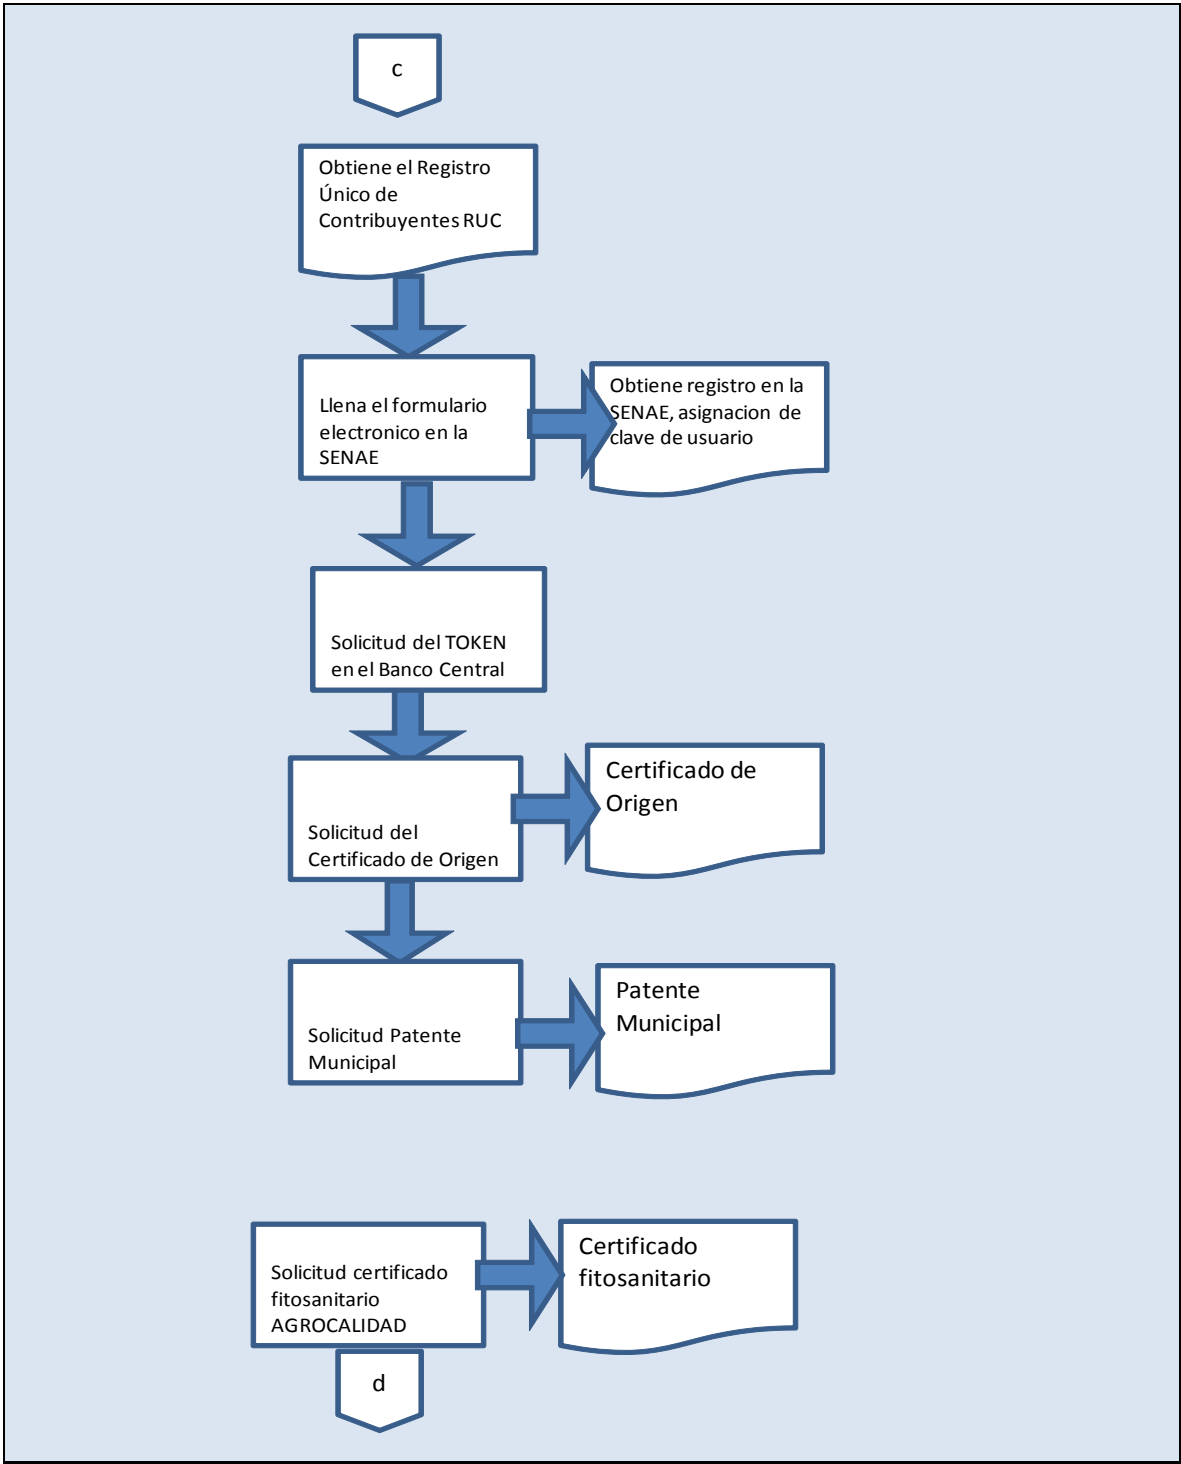 c
Obtiene el Registro
Único de
Contribuyentes RUC
Llena el formulario
electronico en la
SENAE
Obtiene registro en la
SENAE, asignacion de
clave de usuario
Solicitud del TOKEN
en el Banco Central
Solicitud del
Certificado de Origen
Certificado de
Origen
Solicitud Patente
Municipal
Patente
Municipal
Solicitud certificado
fitosanitario
AGROCALIDAD
Certificado
fitosanitario
d